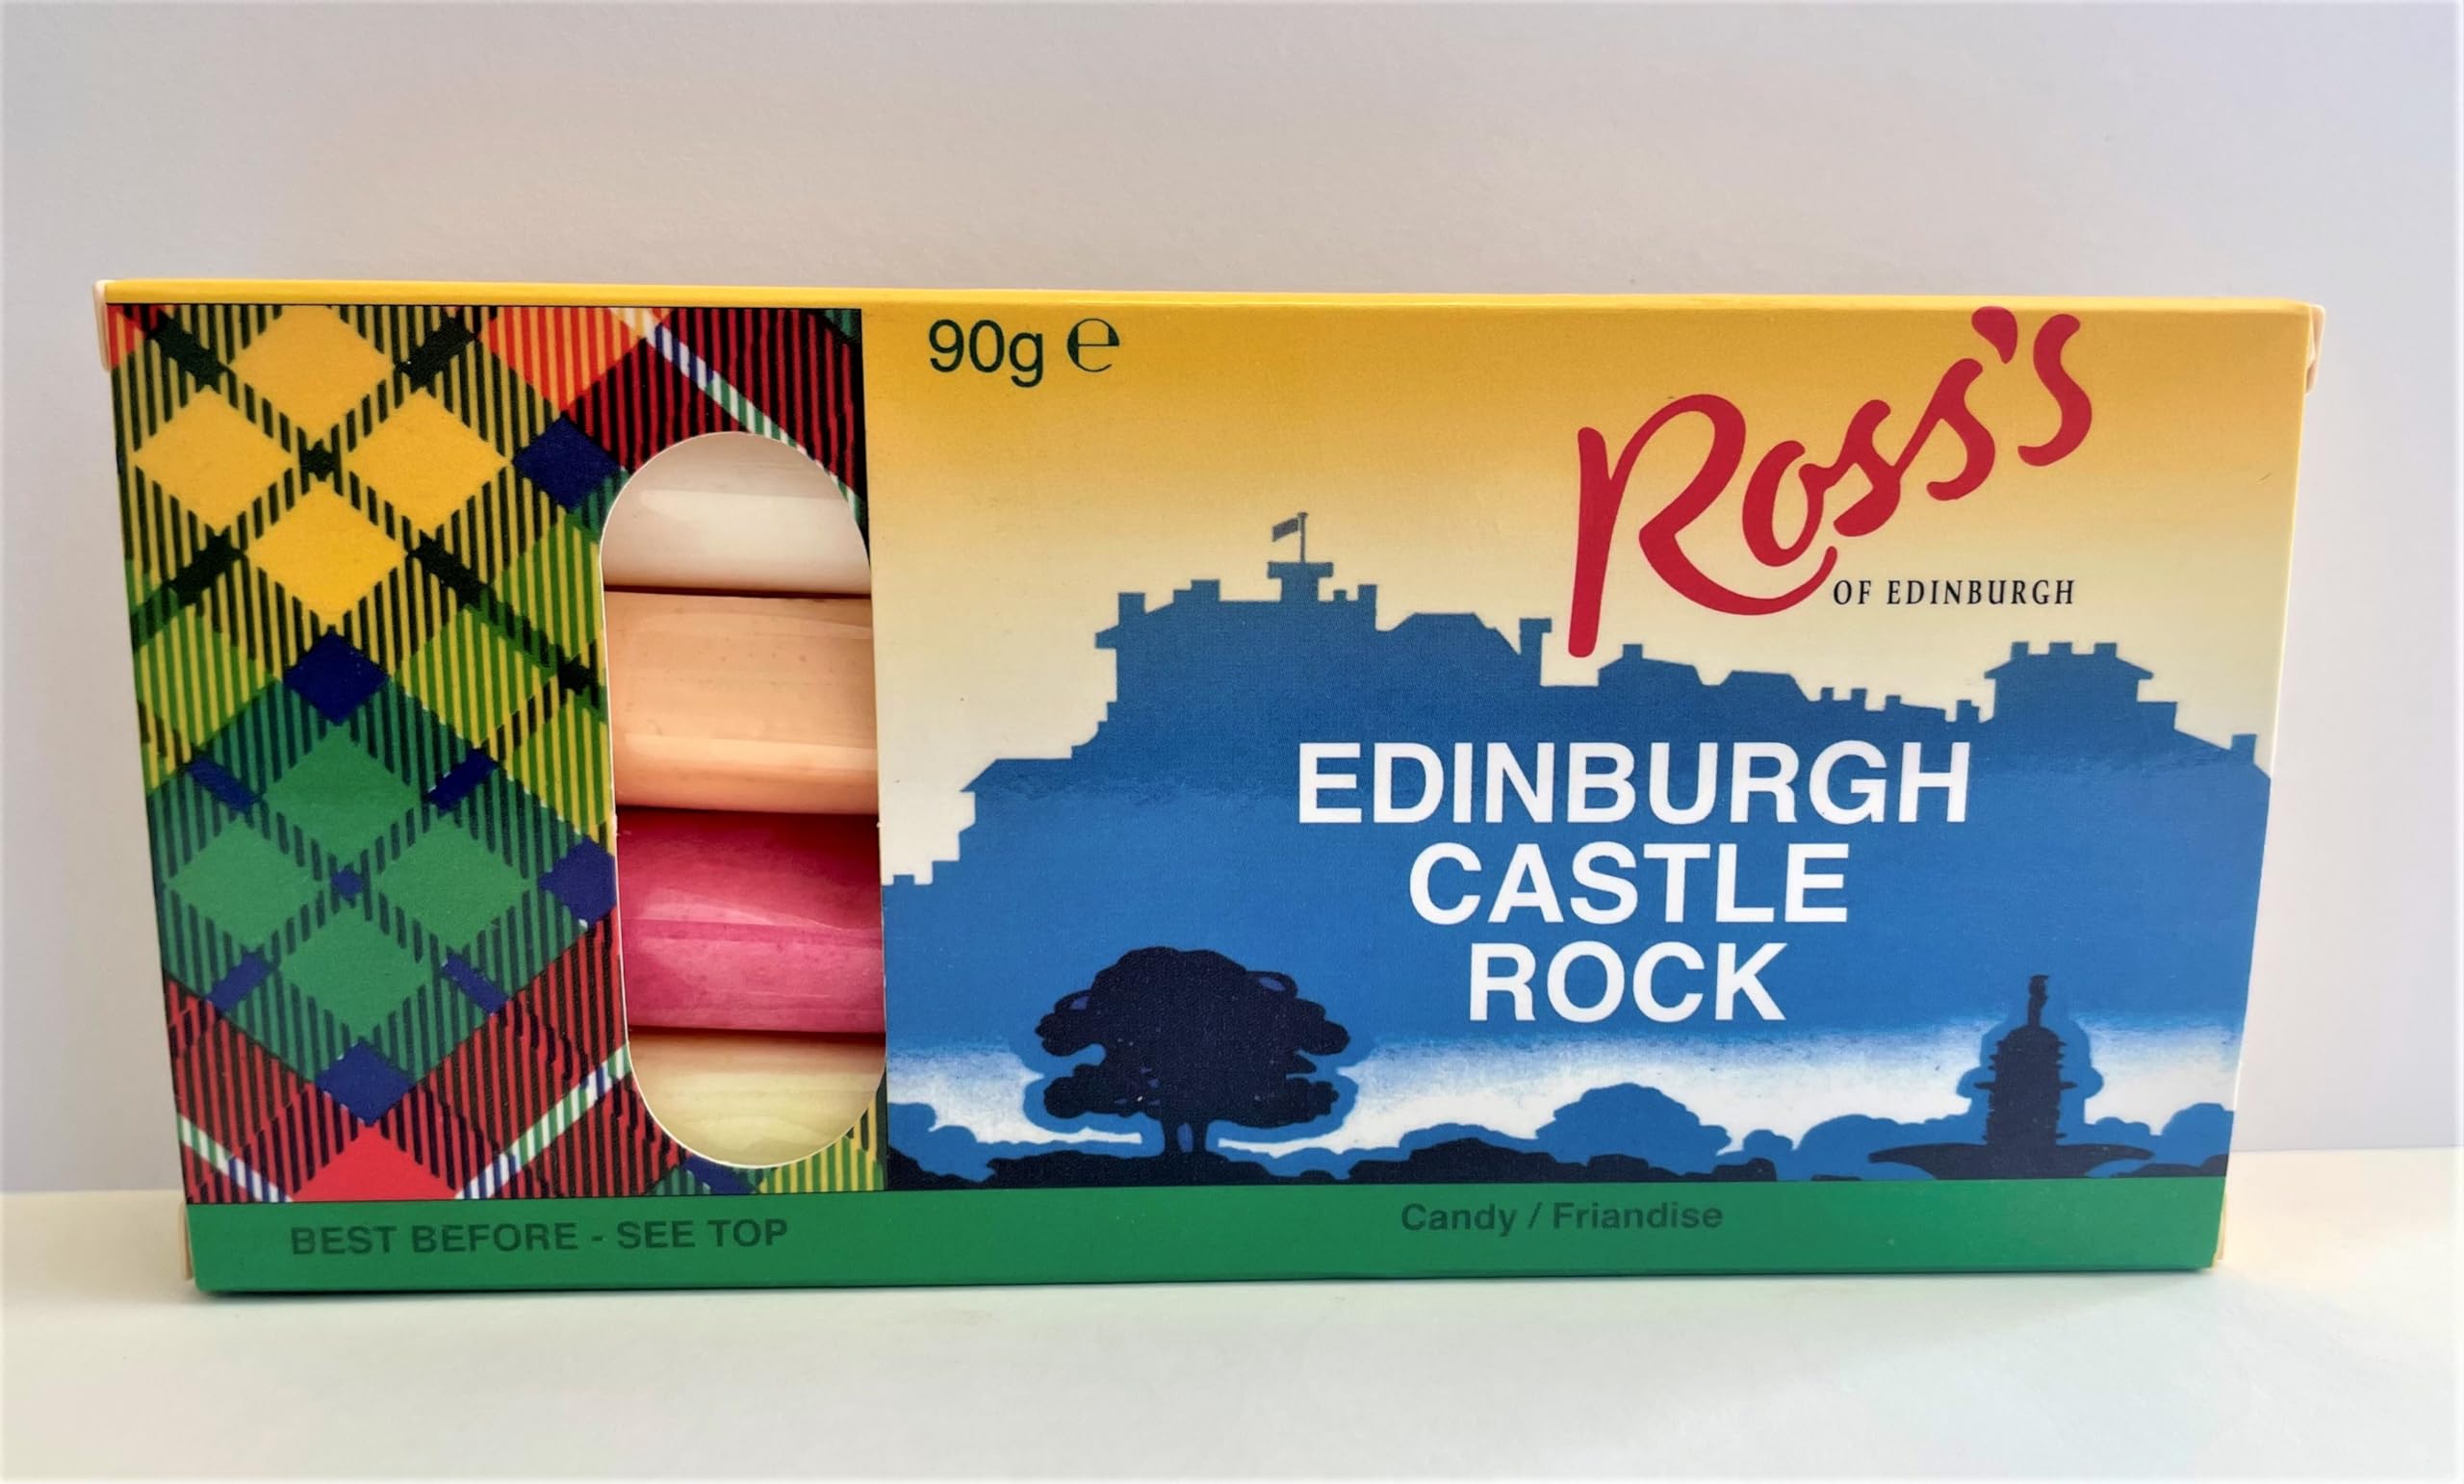 90g ℮
Ross's
OF EDINBURGH
EDINBURGH
CASTLE
ROCK
BEST BEFORE - SEE TOP
Candy / Friandise